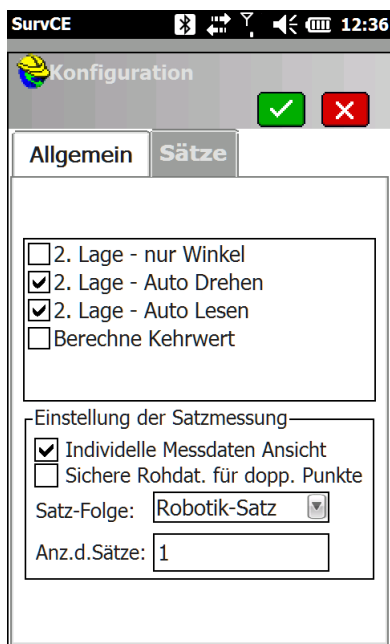 SurvCE 12:36
Konfiguration
Allgemein Sätze
2. Lage - nur Winkel
2. Lage - Auto Drehen
2. Lage - Auto Lesen
Berechne Kehrwert
Einstellung der Satzmessung
Individelle Messdaten Ansicht
Sichere Rohdat. für dopp. Punkte
Satz-Folge: Robotik-Satz
Anz.d.Sätze: 1